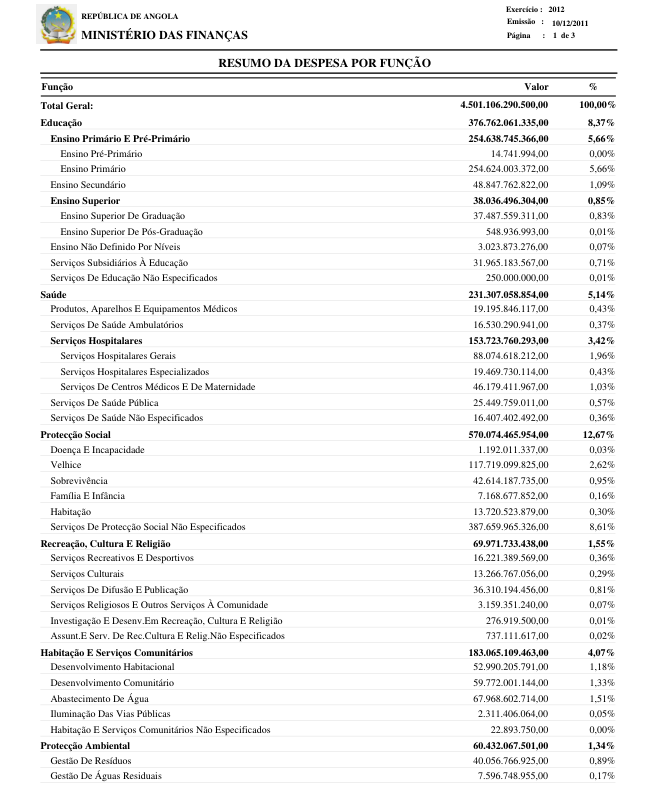 REPÚBLICA DE ANGOLA
MINISTÉRIO DAS FINANÇAS
Exercício : 2012
Emissão : 10/12/2011
Página : 1 de 3
RESUMO DA DESPESA POR FUNÇÃO
Função Valor %
Total Geral: 4.501.106.290.500,00 100,00%
Educação 376.762.061.335,00 8,37%
Ensino Primário E Pré-Primário 254.638.745.366,00 5,66%
Ensino Pré-Primário 14.741.994,00 0,00%
Ensino Primário 254.624.003.372,00 5,66%
Ensino Secundário 48.847.762.822,00 1,09%
Ensino Superior 38.036.496.304,00 0,85%
Ensino Superior De Graduação 37.487.559.311,00 0,83%
Ensino Superior De Pós-Graduação 548.936.993,00 0,01%
Ensino Não Definido Por Níveis 3.023.873.276,00 0,07%
Serviços Subsidiários À Educação 31.965.183.567,00 0,71%
Serviços De Educação Não Especificados 250.000.000,00 0,01%
Saúde 231.307.058.854,00 5,14%
Produtos, Aparelhos E Equipamentos Médicos 19.195.846.117,00 0,43%
Serviços De Saúde Ambulatórios 16.530.290.941,00 0,37%
Serviços Hospitalares 153.723.760.293,00 3,42%
Serviços Hospitalares Gerais 88.074.618.212,00 1,96%
Serviços Hospitalares Especializados 19.469.730.114,00 0,43%
Serviços De Centros Médicos E De Maternidade 46.179.411.967,00 1,03%
Serviços De Saúde Pública 25.449.759.011,00 0,57%
Serviços De Saúde Não Especificados 16.407.402.492,00 0,36%
Protecção Social 570.074.465.954,00 12,67%
Doença E Incapacidade 1.192.011.337,00 0,03%
Velhice 117.719.099.825,00 2,62%
Sobrevivência 42.614.187.735,00 0,95%
Família E Infância 7.168.677.852,00 0,16%
Habitação 13.720.523.879,00 0,30%
Serviços De Protecção Social Não Especificados 387.659.965.326,00 8,61%
Recreação, Cultura E Religião 69.971.733.438,00 1,55%
Serviços Recreativos E Desportivos 16.221.389.569,00 0,36%
Serviços Culturais 13.266.767.056,00 0,29%
Serviços De Difusão E Publicação 36.310.194.456,00 0,81%
Serviços Religiosos E Outros Serviços À Comunidade 3.159.351.240,00 0,07%
Investigação E Desenv.Em Recreação, Cultura E Religião 276.919.500,00 0,01%
Assunt.E Serv. De Rec.Cultura E Relig.Não Especificados 737.111.617,00 0,02%
Habitação E Serviços Comunitários 183.065.109.463,00 4,07%
Desenvolvimento Habitacional 52.990.205.791,00 1,18%
Desenvolvimento Comunitário 59.772.001.144,00 1,33%
Abastecimento De Água 67.968.602.714,00 1,51%
Iluminação Das Vias Públicas 2.311.406.064,00 0,05%
Habitação E Serviços Comunitários Não Especificados 22.893.750,00 0,00%
Protecção Ambiental 60.432.067.501,00 1,34%
Gestão De Resíduos 40.056.766.925,00 0,89%
Gestão De Águas Residuais 7.596.748.955,00 0,17%